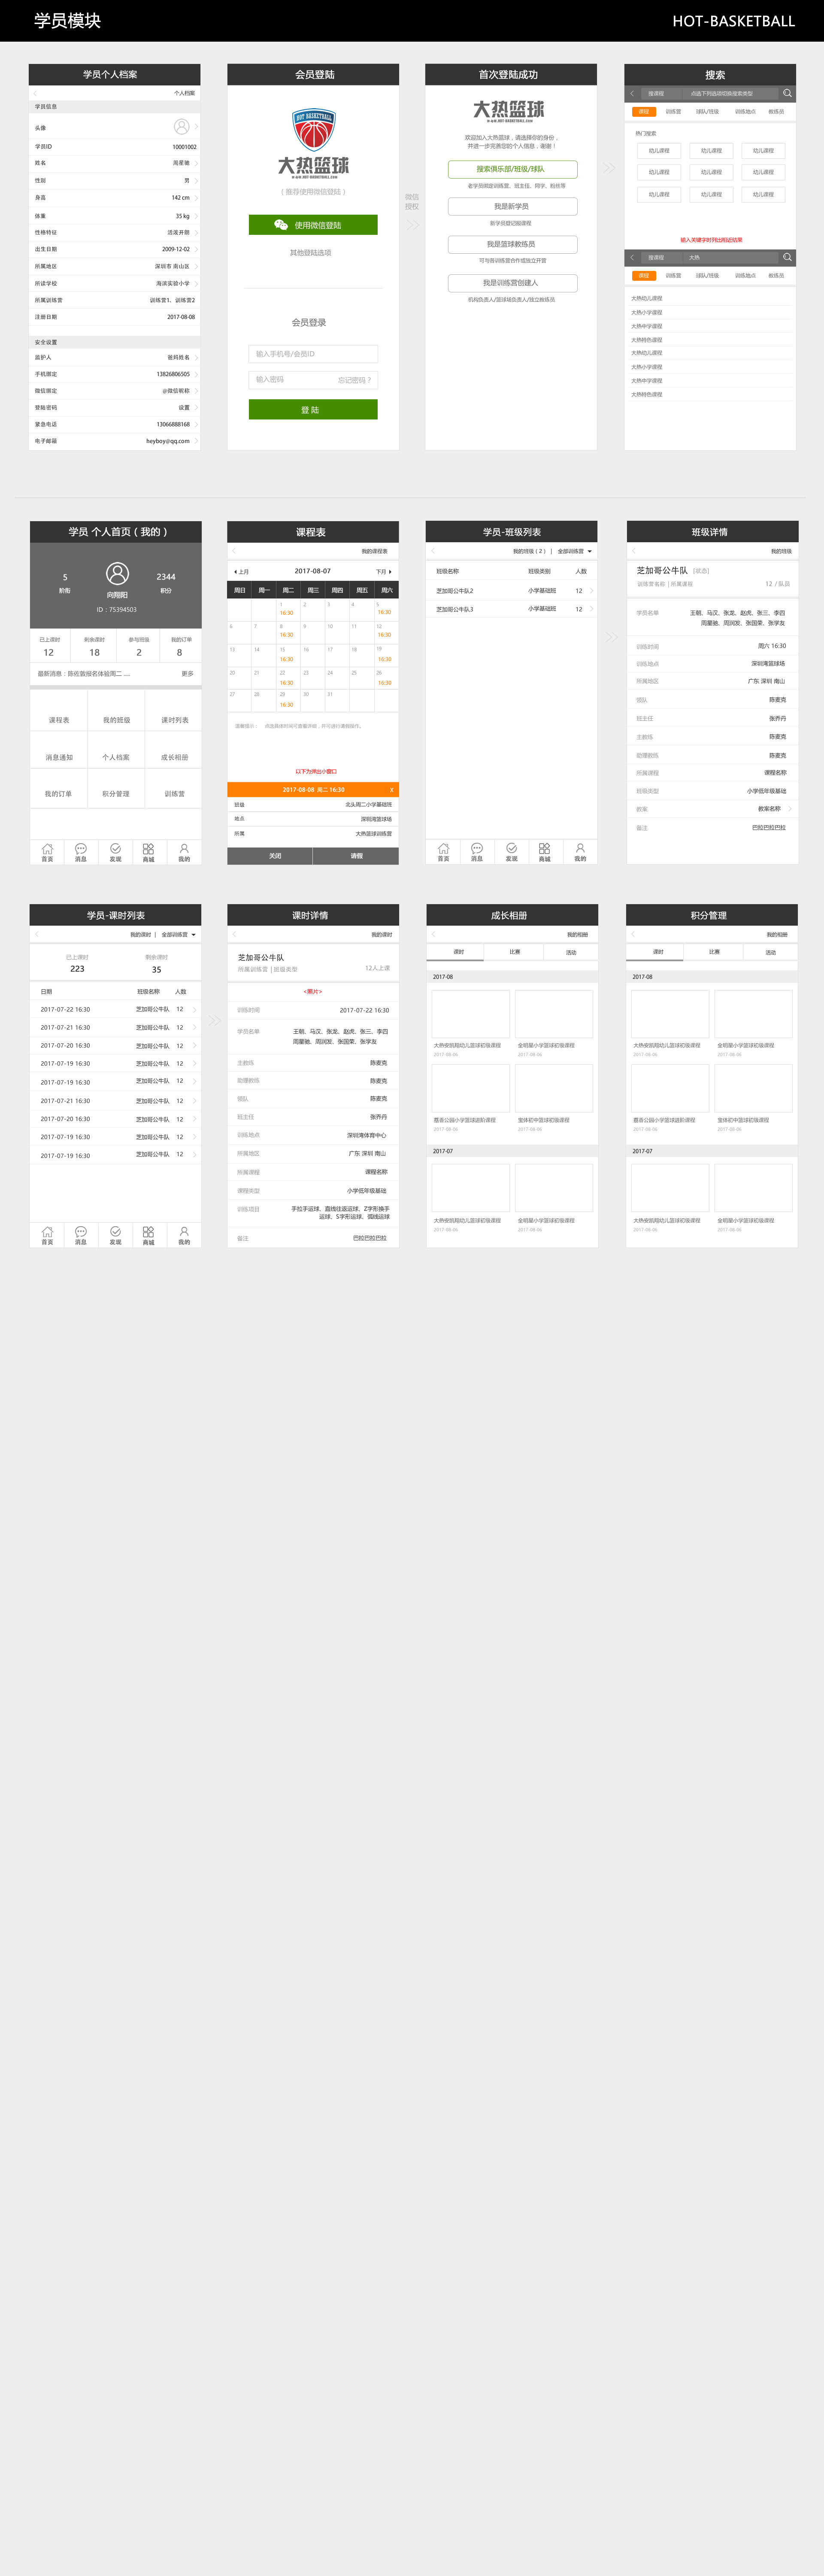 学员模块
HOT-BASKETBALL
学员个人档案
个人档案
学员信息
头像
学员ID 10001002
姓名 周星驰
性别 男
身高 142 cm
体重 35 kg
性格特征 活泼开朗
出生日期 2009-12-02
所属地区 深圳市 南山区
所读学校 海滨实验小学
所属训练营 训练营1、训练营2
注册日期 2017-08-08
安全设置
监护人 爸妈姓名
手机绑定 13826806505
微信绑定 @微信昵称
登陆密码 设置
紧急电话 13066888168
电子邮箱 heyboy@qq.com
会员登陆
HOT BASKETBALL
大热篮球
（推荐使用微信登陆）
使用微信登陆
其他登陆选项
会员登录
输入手机号/会员ID
输入密码 忘记密码？
登 陆
微信
授权
首次登陆成功
大热篮球
欢迎加入大热篮球，请选择你的身份，
并进一步完善您的个人信息，谢谢！
搜索俱乐部/班级/球队
老学员绑定训练营、班主任、同学、粉丝等
我是新学员
新学员登记报课程
我是篮球教练员
可与各训练营合作或独立开营
我是训练营创建人
机构负责人/篮球场负责人/独立教练员
搜索
搜课程 点选下列选项切换搜索类型
课程 训练营 球队/班级 训练地点 教练员
热门搜索
幼儿课程 幼儿课程 幼儿课程
幼儿课程 幼儿课程 幼儿课程
幼儿课程 幼儿课程 幼儿课程
输入关键字时列出相近结果
搜课程 大热
课程 训练营 球队/班级 训练地点 教练员
大热幼儿课程
大热小学课程
大热中学课程
大热特色课程
大热幼儿课程
大热小学课程
大热中学课程
大热特色课程
学员 个人首页（我的）
5 2344
阶衔 向翔阳 积分
ID：75394503
已上课时 剩余课时 参与班级 我的订单
12 18 2 8
最新消息：陈佐敦报名体验周二 .... 更多
课程表 我的班级 课时列表
消息通知 个人档案 成长相册
我的订单 积分管理 训练营
首页 消息 发现 商城 我的
课程表
我的课程表
上月 2017-08-07 下月
周日 周一 周二 周三 周四 周五 周六
1 2 3 4 5
16:30 16:30
6 7 8 9 10 11 12
16:30 16:30
13 14 15 16 17 18 19
16:30 16:30
20 21 22 23 24 25 26
16:30 16:30
27 28 29 30 31
16:30
温馨提示： 点选具体时间可查看详细，并可进行请假操作。
以下为弹出小窗口
2017-08-08 周二 16:30 X
班级 北头周二小学基础班
地点 深圳湾篮球场
所属 大热篮球训练营
关闭 请假
学员-班级列表
我的班级（2） | 全部训练营
班级名称 班级类别 人数
芝加哥公牛队2 小学基础班 12
芝加哥公牛队3 小学基础班 12
首页 消息 发现 商城 我的
班级详情
我的班级
芝加哥公牛队 [状态]
训练营名称 | 所属课程 12 / 队员
学员名单 王朝、马汉、张龙、赵虎、张三、李四
周星驰、周润发、张国荣、张学友
训练时间 周六 16:30
训练地点 深圳湾篮球场
所属地区 广东 深圳 南山
领队 陈麦克
班主任 张乔丹
主教练 陈麦克
助理教练 陈麦克
所属课程 课程名称
班级类型 小学低年级基础
教案 教案名称
备注 巴拉巴拉巴拉
学员-课时列表
我的课时 | 全部训练营
已上课时 剩余课时
223 35
日期 班级名称 人数
2017-07-22 16:30 芝加哥公牛队 12
2017-07-21 16:30 芝加哥公牛队 12
2017-07-20 16:30 芝加哥公牛队 12
2017-07-19 16:30 芝加哥公牛队 12
2017-07-19 16:30 芝加哥公牛队 12
2017-07-21 16:30 芝加哥公牛队 12
2017-07-20 16:30 芝加哥公牛队 12
2017-07-19 16:30 芝加哥公牛队 12
2017-07-19 16:30 芝加哥公牛队 12
首页 消息 发现 商城 我的
课时详情
我的课时
芝加哥公牛队
所属训练营 | 班级类型 12人上课
<照片>
训练时间 2017-07-22 16:30
学员名单 王朝、马汉、张龙、赵虎、张三、李四
周星驰、周润发、张国荣、张学友
主教练 陈麦克
助理教练 陈麦克
领队 陈麦克
班主任 张乔丹
训练地点 深圳湾体育中心
所属地区 广东 深圳 南山
所属课程 课程名称
课程类型 小学低年级基础
训练项目 手拉手运球、直线往返运球、Z字形换手
运球、S字形运球、弧线运球
备注 巴拉巴拉巴拉
成长相册
我的相册
课时 比赛 活动
2017-08
大热安凯翔幼儿篮球初级课程 全明星小学篮球初级课程
2017-08-06 2017-08-06
荔香公园小学篮球进阶课程 宝体初中篮球初级课程
2017-08-06 2017-08-06
2017-07
大热安凯翔幼儿篮球初级课程 全明星小学篮球初级课程
2017-08-06 2017-08-06
积分管理
我的相册
课时 比赛 活动
2017-08
大热安凯翔幼儿篮球初级课程 全明星小学篮球初级课程
2017-08-06 2017-08-06
荔香公园小学篮球进阶课程 宝体初中篮球初级课程
2017-08-06 2017-08-06
2017-07
大热安凯翔幼儿篮球初级课程 全明星小学篮球初级课程
2017-08-06 2017-08-06